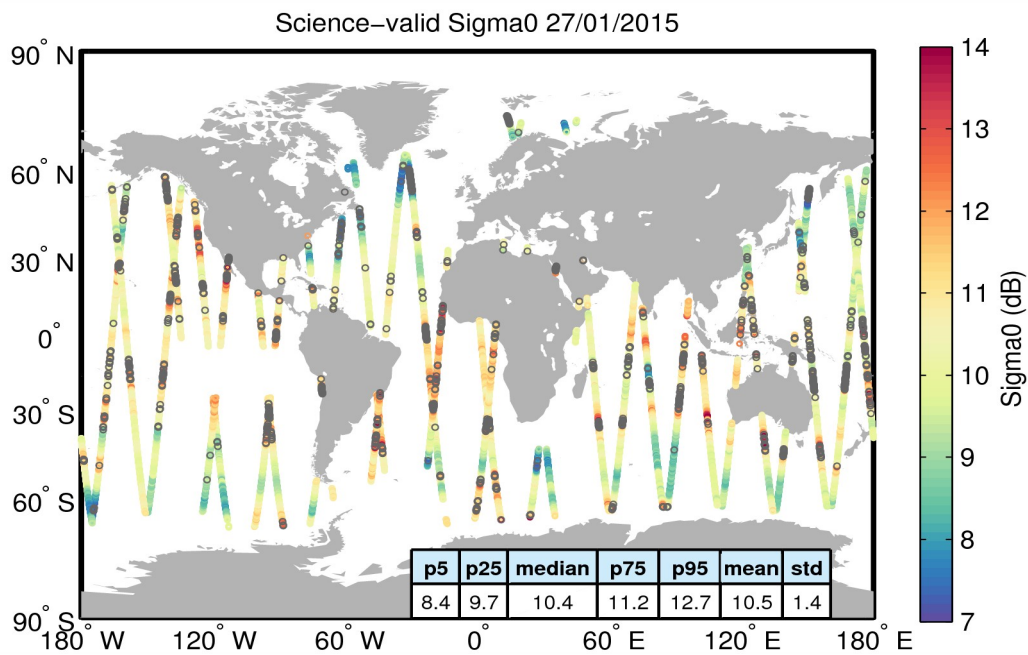 Science−valid Sigma0 27/01/2015
90° N
60° N
30° N
0°
30° S
60° S
90° S
180° W
120° W
60° W
0°
60° E
120° E
180° E
p5 p25 median p75 p95 mean std
8.4 9.7 10.4 11.2 12.7 10.5 1.4
14
13
12
11
10
9
8
7
Sigma0 (dB)